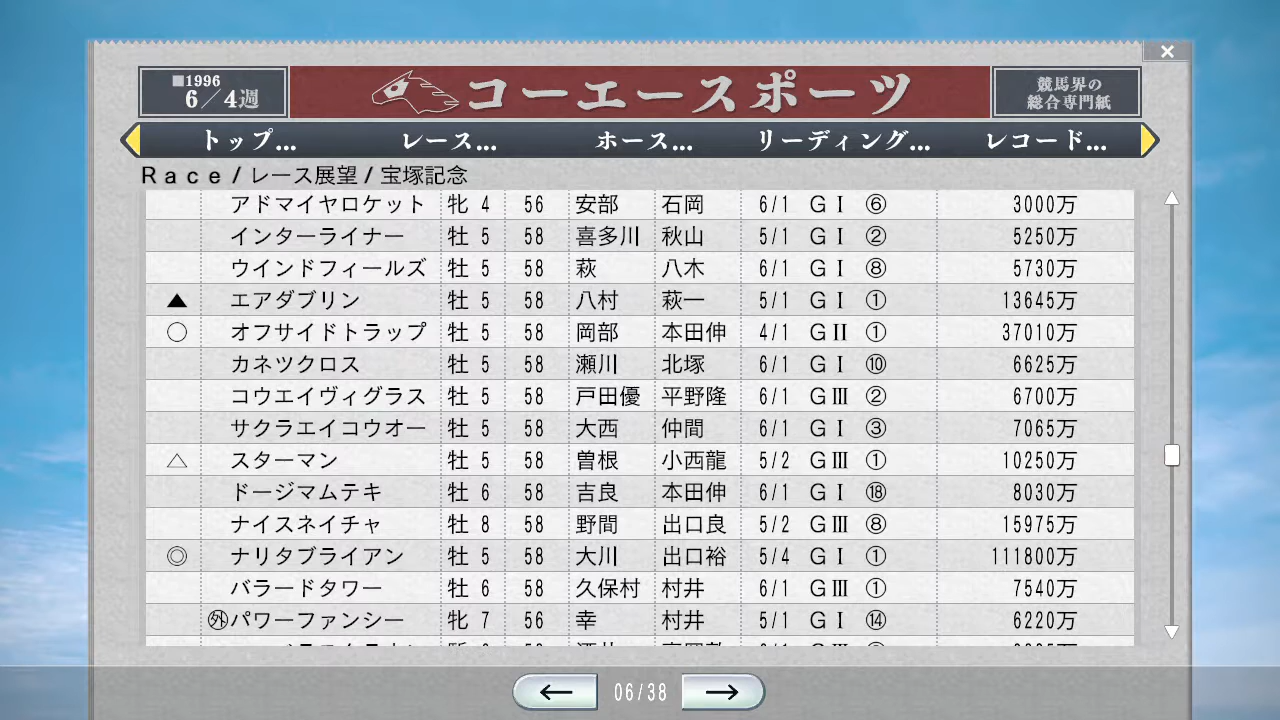 ■1996
6/4週
コーエースポーツ
競馬界の
総合専門紙
トップ... レース... ホース... リーディング... レコード...
Race/レース展望/宝塚記念
アドマイヤロケット 牝 4 56 安部 石岡 6/1 GⅠ ⑥ 3000万
インターライナー 牡 5 58 喜多川 秋山 5/1 GⅠ ② 5250万
ウインドフィールズ 牡 5 58 萩 八木 6/1 GⅠ ⑧ 5730万
▲ エアダブリン 牡 5 58 八村 萩一 5/1 GⅠ ① 13645万
○ オフサイドトラップ 牡 5 58 岡部 本田伸 4/1 GⅡ ① 37010万
カネツクロス 牡 5 58 瀬川 北塚 6/1 GⅠ ⑩ 6625万
コウエイヴィグラス 牡 5 58 戸田優 平野隆 6/1 GⅢ ② 6700万
サクラエイコウオー 牡 5 58 大西 仲間 6/1 GⅠ ③ 7065万
△ スターマン 牡 5 58 曽根 小西龍 5/2 GⅢ ① 10250万
ドージマムテキ 牡 6 58 吉良 本田伸 6/1 GⅠ ⑱ 8030万
ナイスネイチャ 牡 8 58 野間 出口良 5/2 GⅢ ⑧ 15975万
◎ ナリタブライアン 牡 5 58 大川 出口裕 5/4 GⅠ ① 111800万
バラードタワー 牡 6 58 久保村 村井 6/1 GⅢ ① 7540万
㊕パワーファンシー 牝 7 56 幸 村井 5/1 GⅠ ⑭ 6220万
← 06/38 →